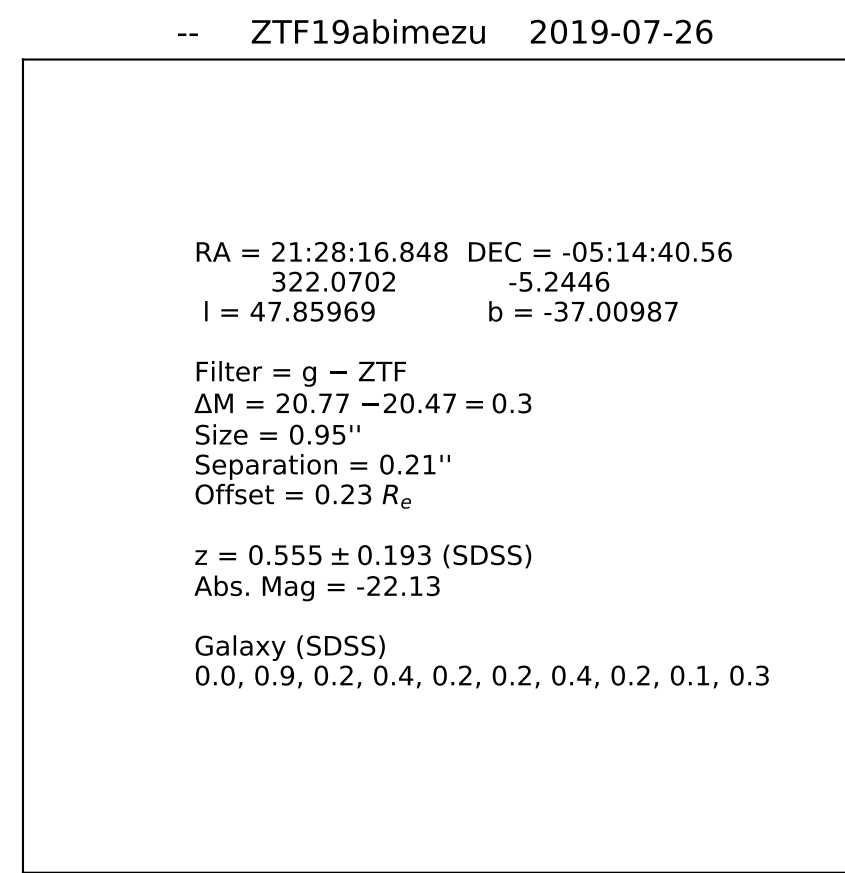 -- ZTF19abimezu 2019-07-26
RA = 21:28:16.848 DEC = -05:14:40.56
322.0702 -5.2446
l = 47.85969 b = -37.00987
Filter = g − ZTF
ΔM = 20.77 −20.47 = 0.3
Size = 0.95''
Separation = 0.21''
Offset = 0.23 Rₑ
z = 0.555 ± 0.193 (SDSS)
Abs. Mag = -22.13
Galaxy (SDSS)
0.0, 0.9, 0.2, 0.4, 0.2, 0.2, 0.4, 0.2, 0.1, 0.3